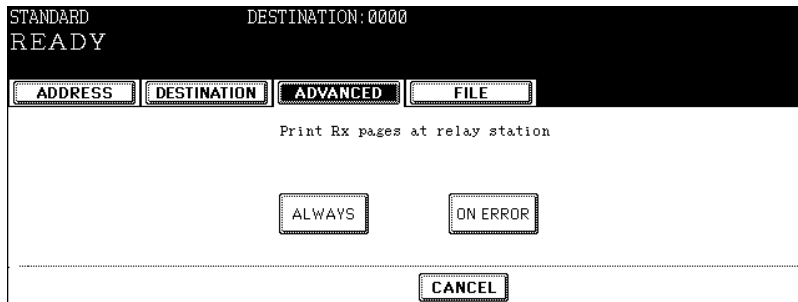 STANDARD DESTINATION:0000
READY
ADDRESS DESTINATION ADVANCED FILE
Print Rx pages at relay station
ALWAYS ON ERROR
CANCEL